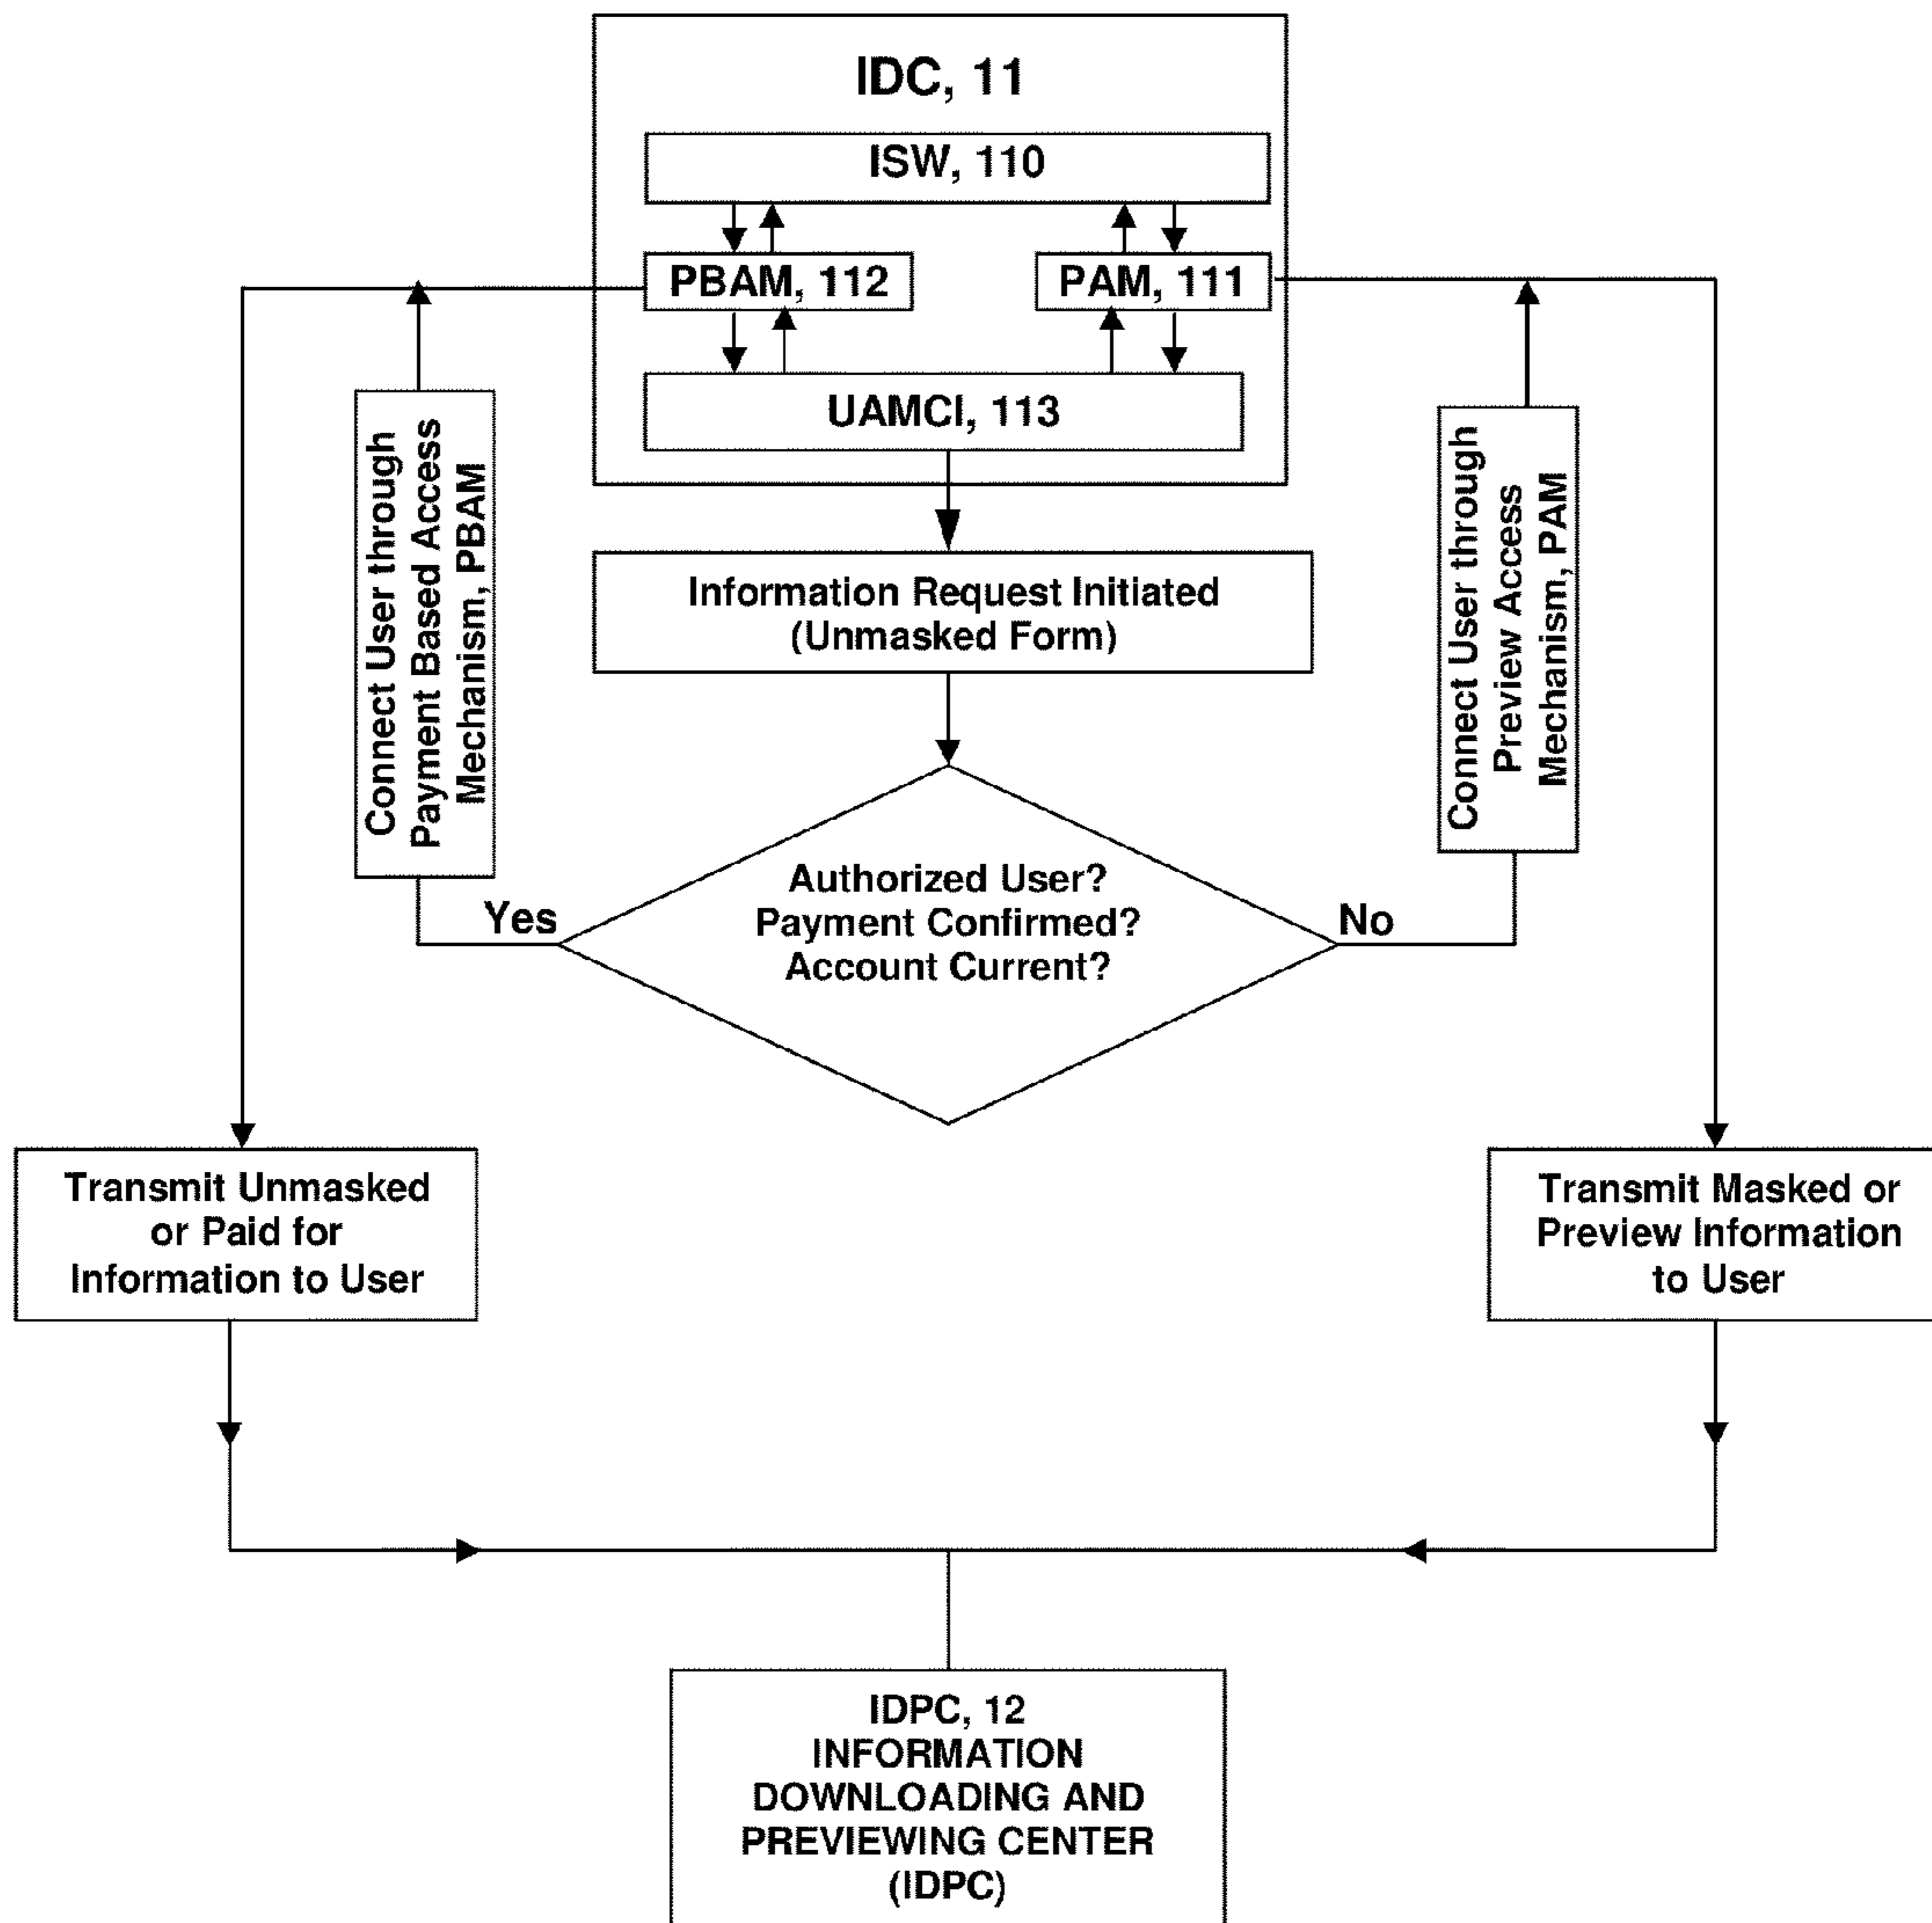 IDC, 11
ISW, 110
PBAM, 112
PAM, 111
UAMCI, 113
Connect User through
Payment Based Access
Mechanism, PBAM
Connect User through
Preview Access
Mechanism, PAM
Information Request Initiated
(Unmasked Form)
Authorized User?
Payment Confirmed?
Account Current?
Yes
No
Transmit Unmasked
or Paid for
Information to User
Transmit Masked or
Preview Information
to User
IDPC, 12
INFORMATION
DOWNLOADING AND
PREVIEWING CENTER
(IDPC)